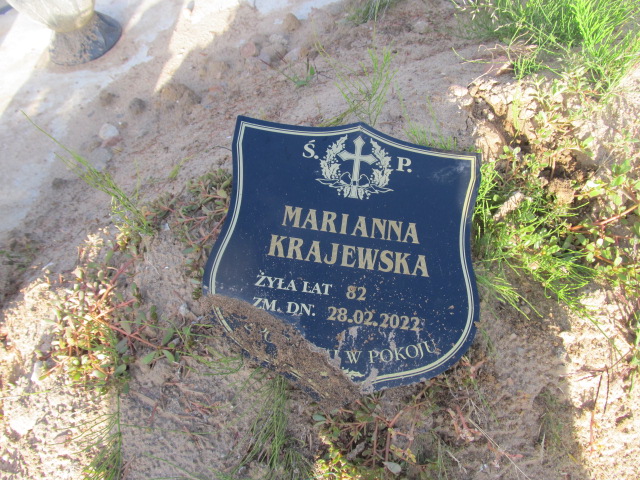 Ś. P.
MARIANNA
KRAJEWSKA
ŻYŁA LAT 82
ZM. DN. 28.02.2022
W POKOJU